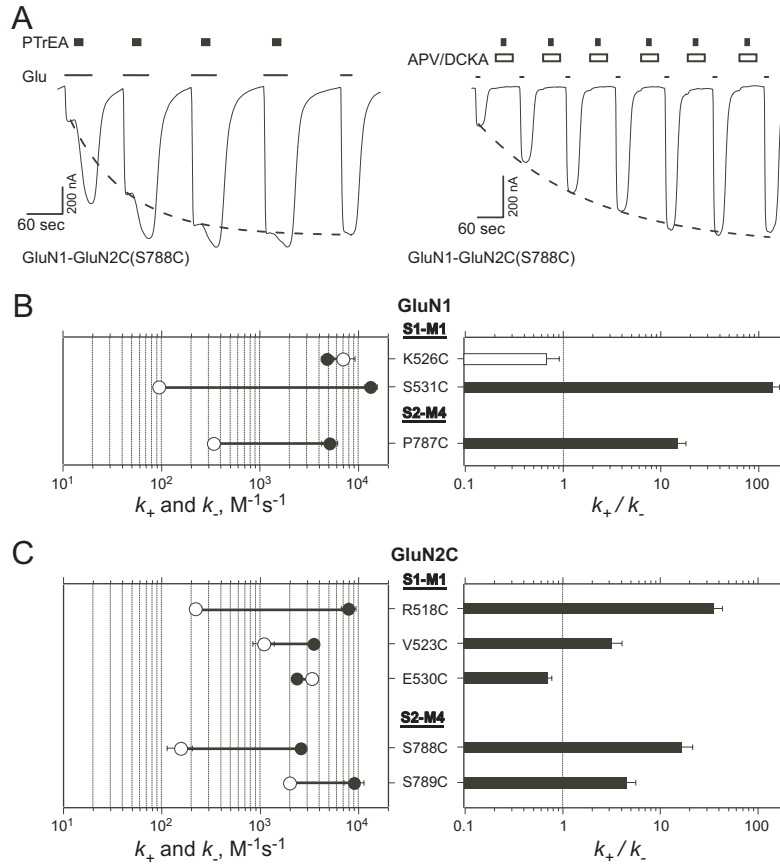 A
PTrEA
Glu
60 sec
200 nA
GluN1-GluN2C(S788C)
APV/DCKA
60 sec
200 nA
GluN1-GluN2C(S788C)
B
GluN1
S1-M1
K526C
S531C
S2-M4
P787C
10¹ 10² 10³ 10⁴
k₊ and k₋, M⁻¹s⁻¹
0.1 1 10 100
k₊ / k₋
C
GluN2C
S1-M1
R518C
V523C
E530C
S2-M4
S788C
S789C
10¹ 10² 10³ 10⁴
k₊ and k₋, M⁻¹s⁻¹
0.1 1 10 100
k₊ / k₋